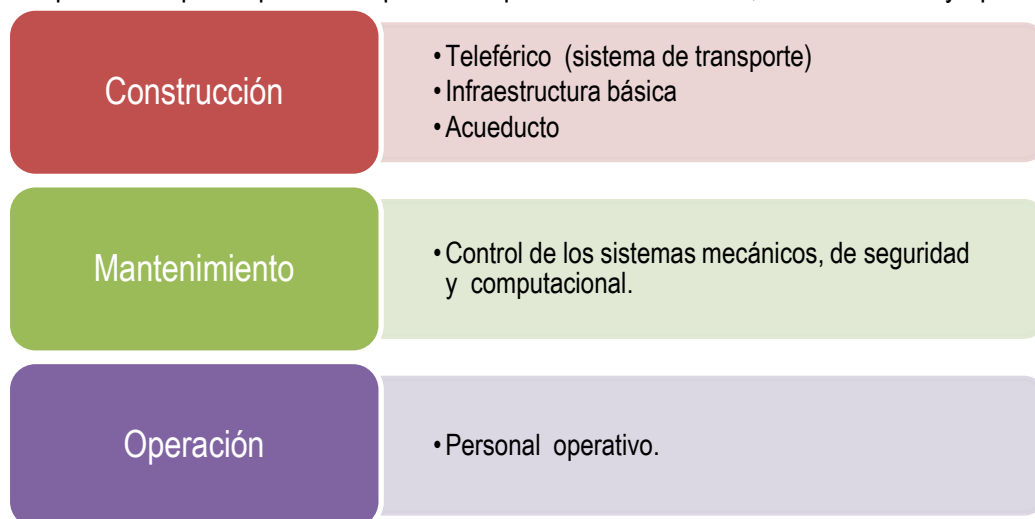 Construcción
• Teleférico (sistema de transporte)
• Infraestructura básica
• Acueducto
Mantenimiento
• Control de los sistemas mecánicos, de seguridad
y computacional.
Operación
• Personal operativo.